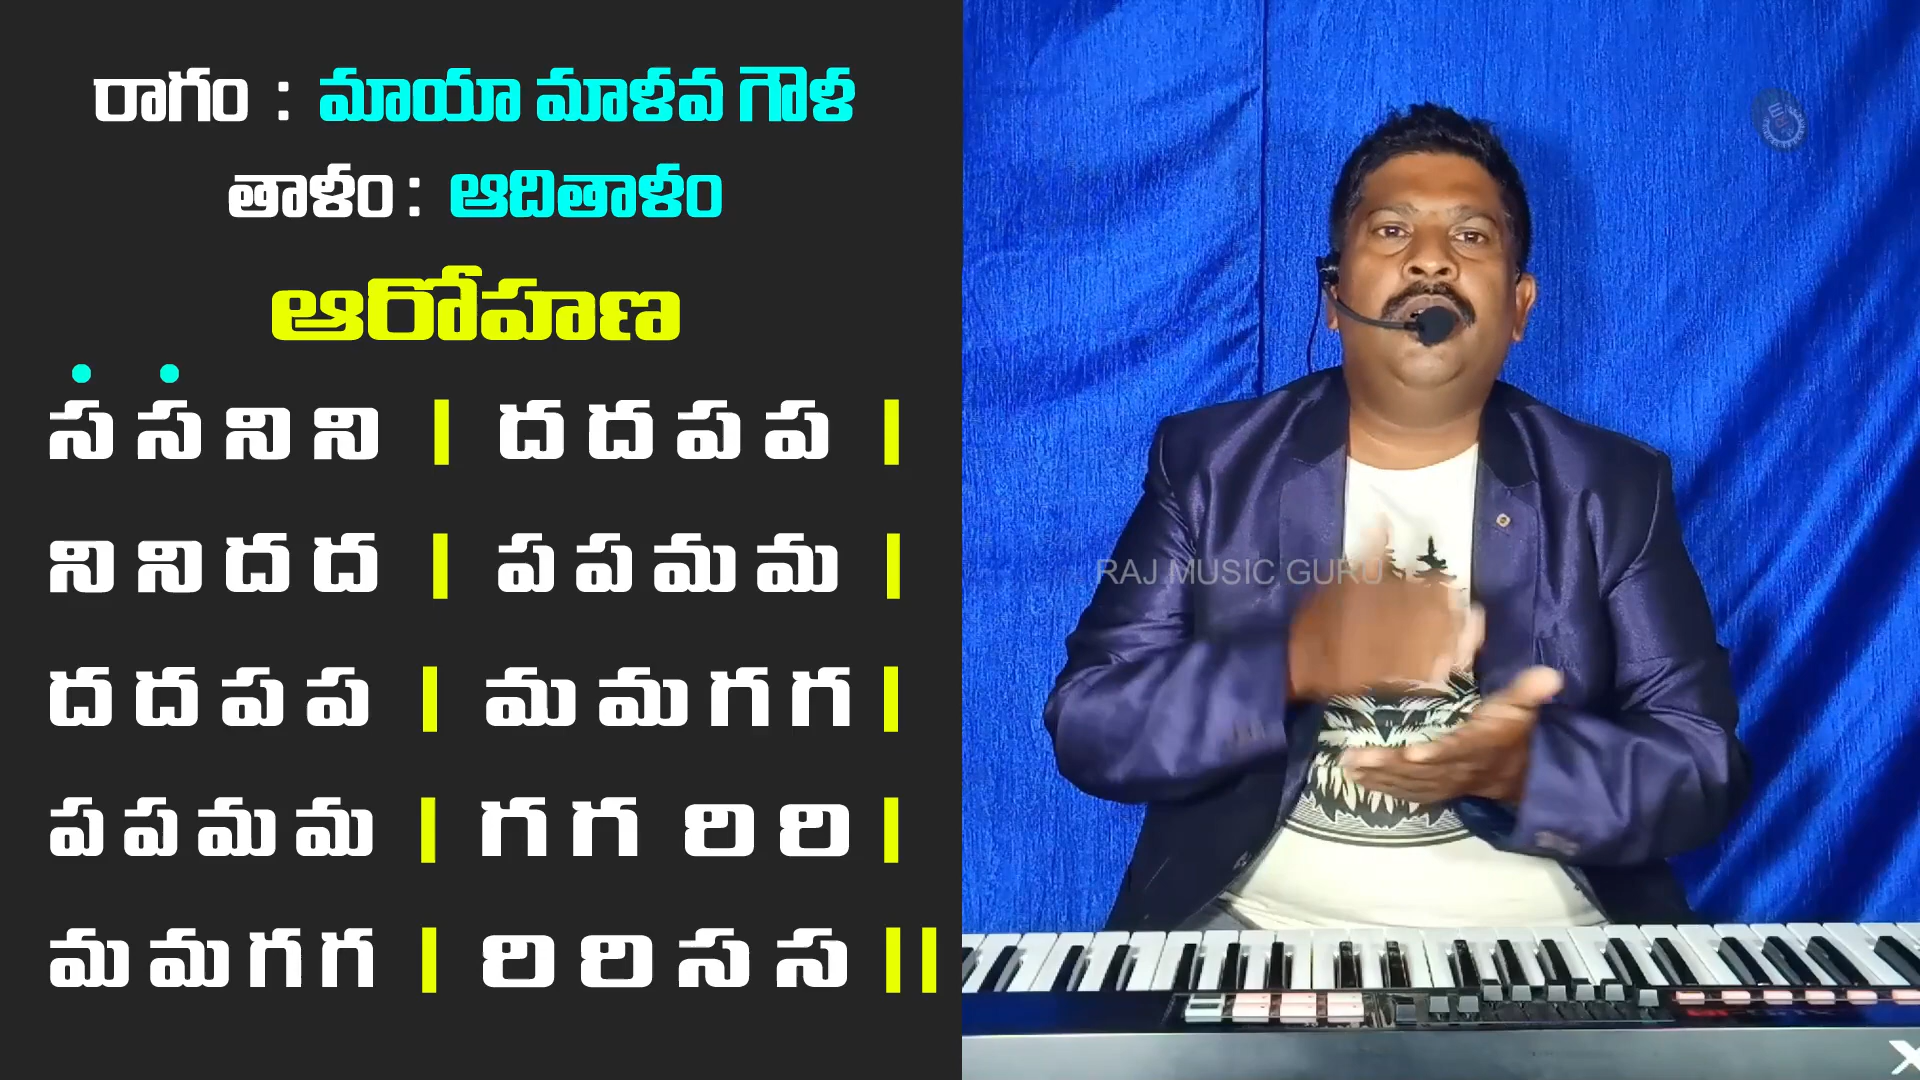 రాగం : మాయా మాళవ గౌళ
తాళం : ఆదితాళం
ఆరోహణ
స̇ స̇ ని ని | ద ద ప ప |
ని ని ద ద | ప ప మ మ |
ద ద ప ప | మ మ గ గ |
ప ప మ మ | గ గ రి రి |
మ మ గ గ | రి రి స స ||
RAJ MUSIC GURU
X